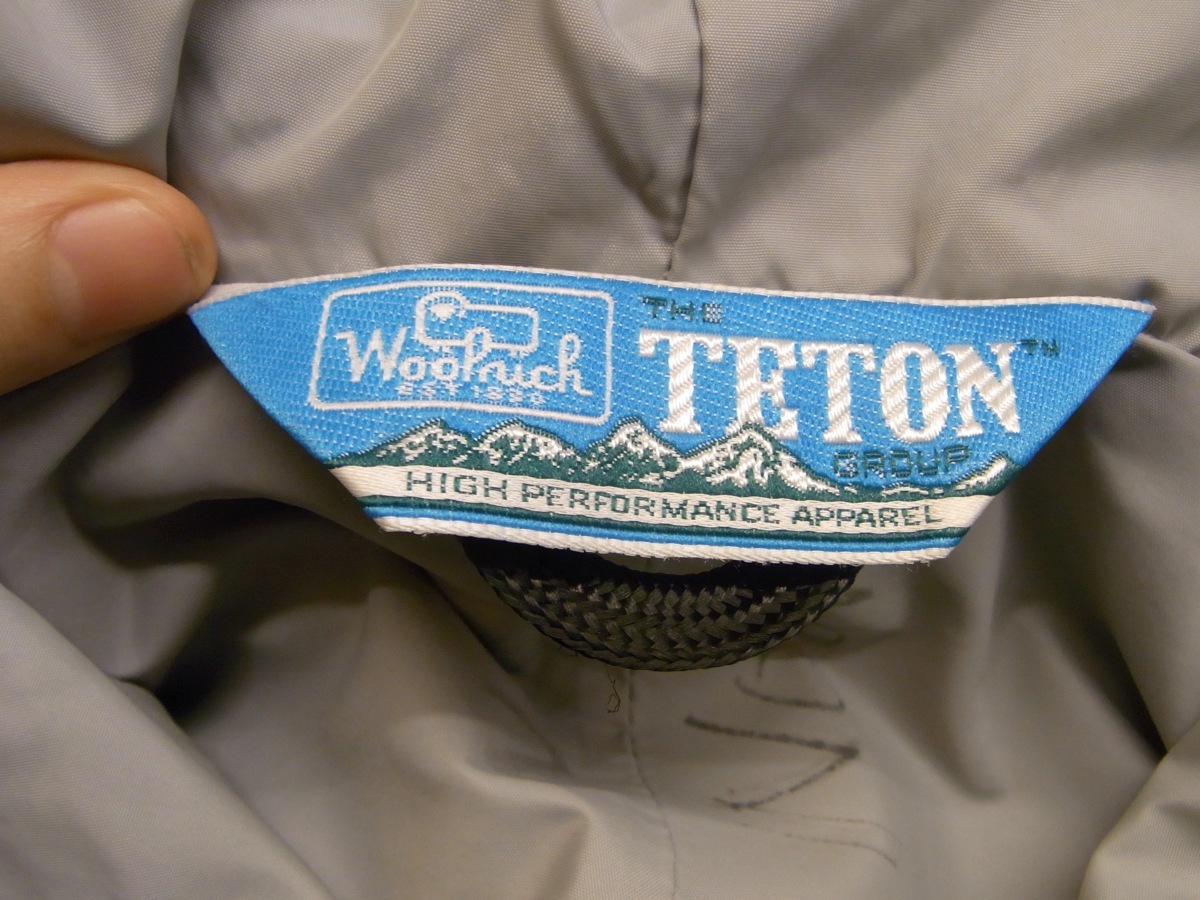 Woolrich
EST 1830
THE
TETON™
GROUP
HIGH PERFORMANCE APPAREL